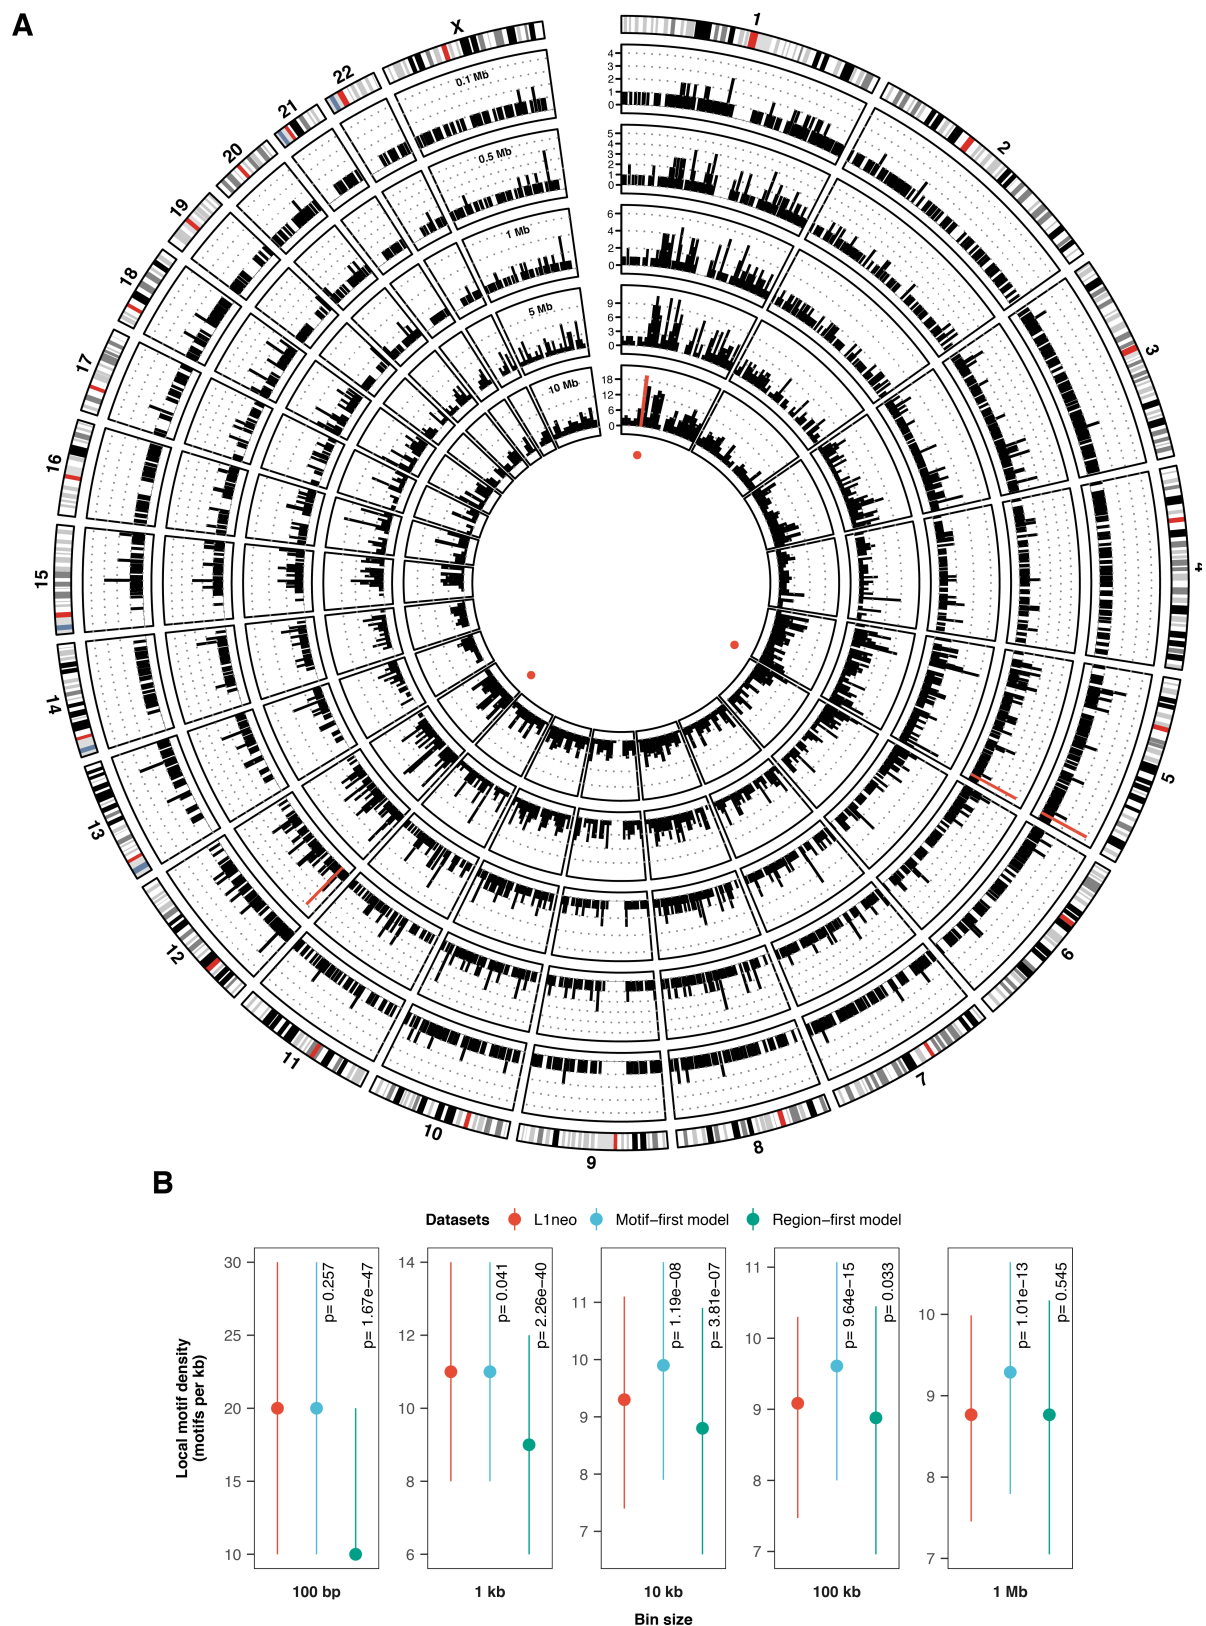 A
X
1
2
3
4
5
6
7
8
9
10
11
12
13
14
15
16
17
18
19
20
21
22
0.1 Mb
4
3
2
1
0
0.5 Mb
5
4
3
2
1
0
1 Mb
6
4
2
0
5 Mb
9
6
3
0
10 Mb
18
12
6
0
B
Datasets L1neo Motif−first model Region−first model
Local motif density
(motifs per kb)
30
25
20
15
10
p= 0.257
p= 1.67e−47
100 bp
14
12
10
8
6
p= 0.041
p= 2.26e−40
1 kb
11
10
9
8
7
p= 1.19e−08
p= 3.81e−07
10 kb
11
10
9
8
7
p= 9.64e−15
p= 0.033
100 kb
10
9
8
7
p= 1.01e−13
p= 0.545
1 Mb
Bin size